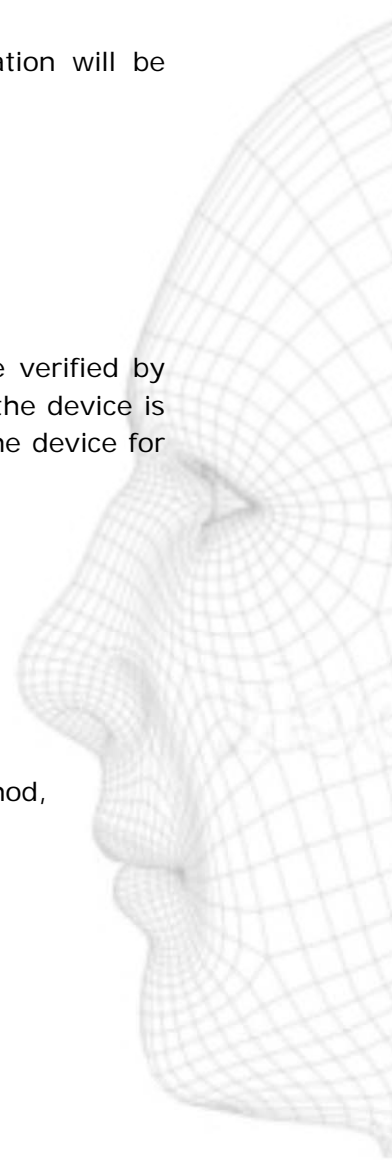 ation will be
e verified by
the device is
he device for
nod,